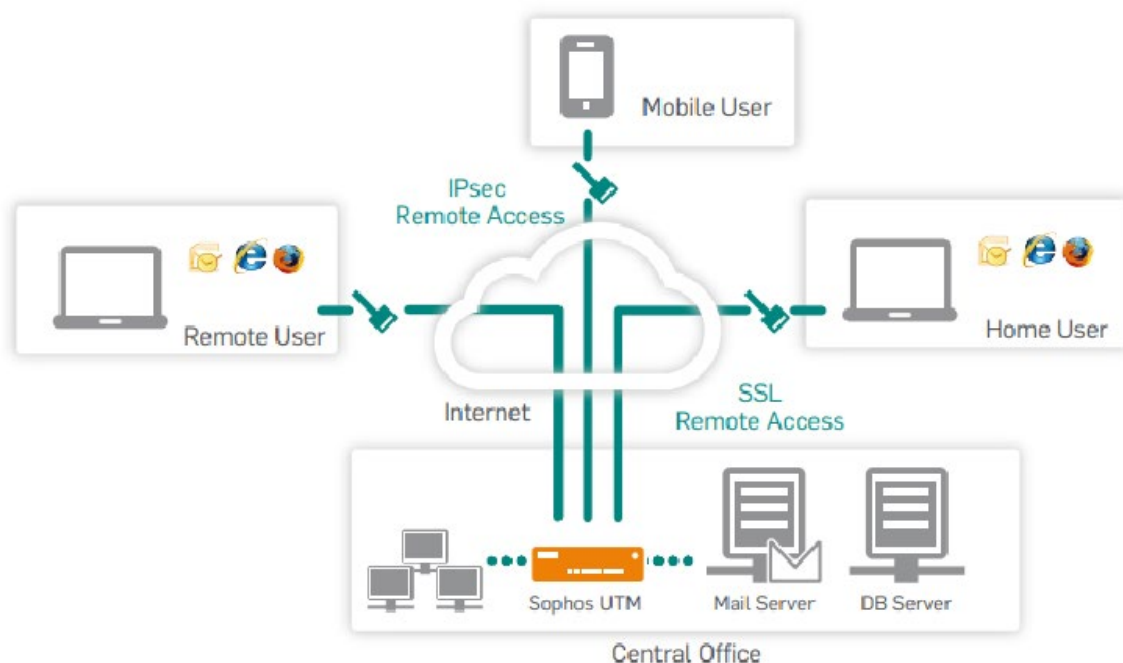 Mobile User
IPsec
Remote Access
Remote User
Home User
Internet
SSL
Remote Access
Sophos UTM
Mail Server
DB Server
Central Office